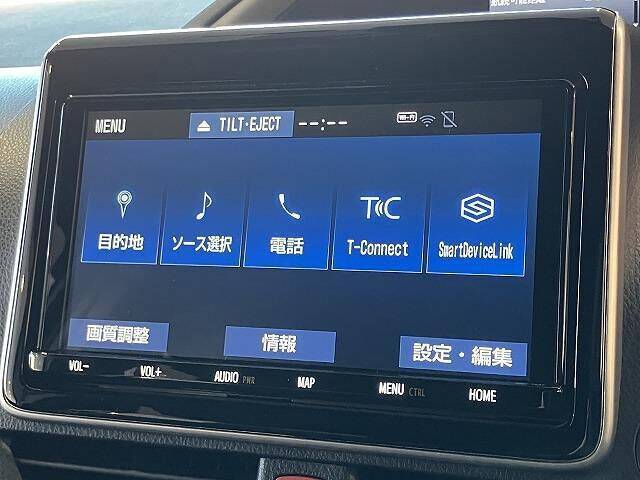 MENU
TILT·EJECT
--:--
Wi-Fi
目的地
ソース選択
電話
TC
T-Connect
SmartDeviceLink
画質調整
情報
設定・編集
VOL-
VOL+
AUDIO PWR
MAP
MENU CTRL
HOME